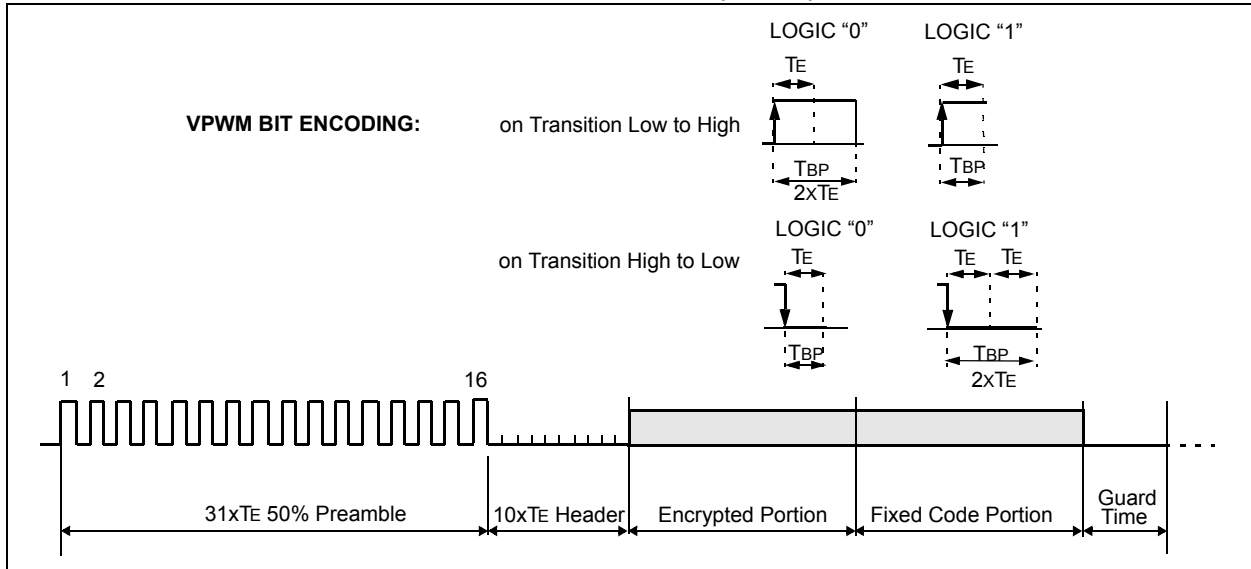 LOGIC “0” LOGIC “1”
TE TE
VPWM BIT ENCODING: on Transition Low to High
TBP TBP
2xTE
LOGIC “0” LOGIC “1”
on Transition High to Low TE TE TE
TBP TBP
2xTE
1 2 16
31xTE 50% Preamble 10xTE Header Encrypted Portion Fixed Code Portion Guard
Time